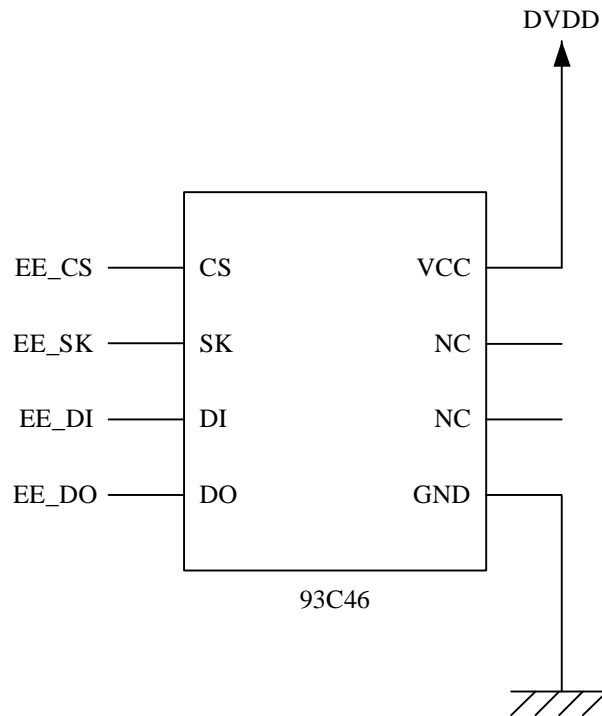 DVDD
EE_CS CS VCC
EE_SK SK NC
EE_DI DI NC
EE_DO DO GND
93C46